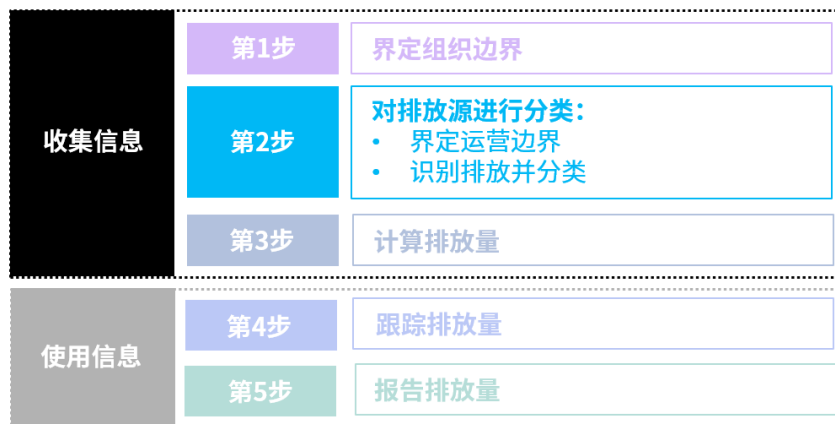 收集信息
第1步
界定组织边界
第2步
对排放源进行分类：
• 界定运营边界
• 识别排放并分类
第3步
计算排放量
使用信息
第4步
跟踪排放量
第5步
报告排放量